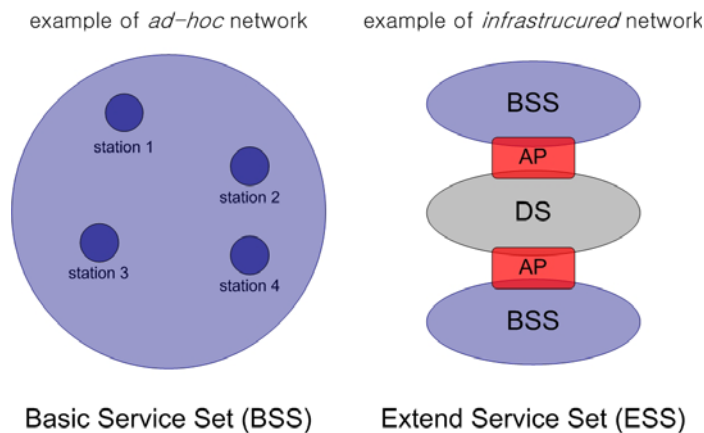 example of ad-hoc network
station 1
station 2
station 3
station 4
Basic Service Set (BSS)
example of infrastrucured network
BSS
AP
DS
AP
BSS
Extend Service Set (ESS)